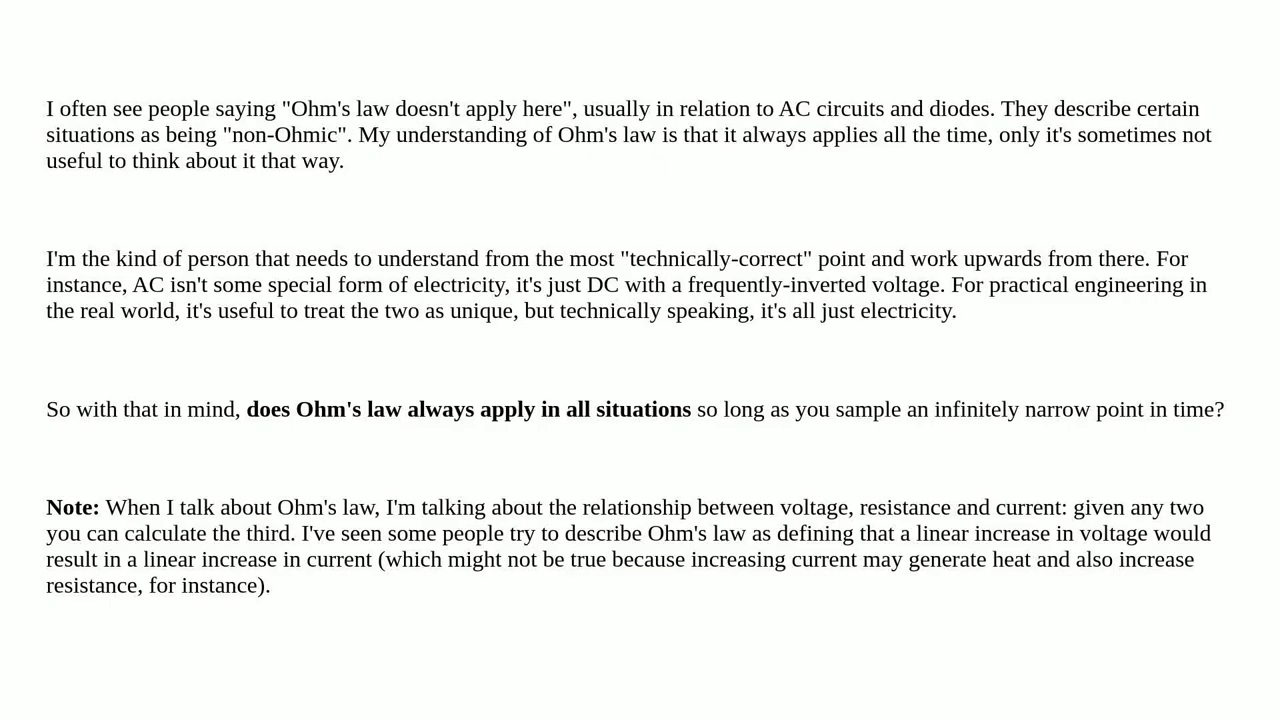 I often see people saying "Ohm's law doesn't apply here", usually in relation to AC circuits and diodes. They describe certain
situations as being "non-Ohmic". My understanding of Ohm's law is that it always applies all the time, only it's sometimes not
useful to think about it that way.
I'm the kind of person that needs to understand from the most "technically-correct" point and work upwards from there. For
instance, AC isn't some special form of electricity, it's just DC with a frequently-inverted voltage. For practical engineering in
the real world, it's useful to treat the two as unique, but technically speaking, it's all just electricity.
So with that in mind, does Ohm's law always apply in all situations so long as you sample an infinitely narrow point in time?
Note: When I talk about Ohm's law, I'm talking about the relationship between voltage, resistance and current: given any two
you can calculate the third. I've seen some people try to describe Ohm's law as defining that a linear increase in voltage would
result in a linear increase in current (which might not be true because increasing current may generate heat and also increase
resistance, for instance).